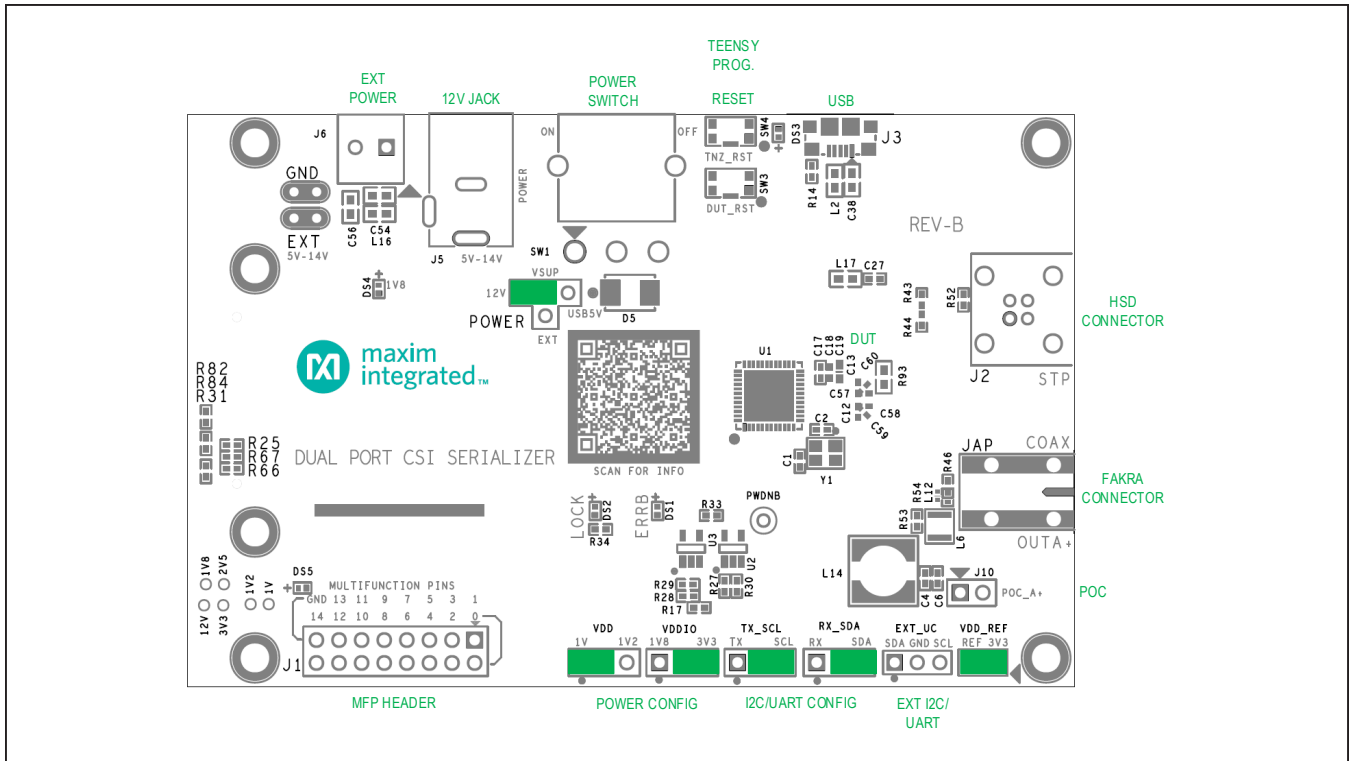 TEENSY
PROG.
EXT
POWER
12V JACK
POWER
SWITCH
RESET
USB
J6
ON
OFF
SW4
DS3
J3
TNZ_RST
GND
POWER
SW3
R14
L2
C38
DUT_RST
C56
C54
L16
EXT
5V-14V
J5
5V-14V
SW1
REV-B
DS4
1V8
VSUP
12V
USB5V
D5
POWER
EXT
L17
C27
R43
R44
R52
HSD
CONNECTOR
J2
STP
DUT
U1
C17
C18
C19
C13
C60
R93
C57
C12
C58
C59
C2
C1
Y1
maxim
integrated™
R82
R84
R31
R25
R67
R66
DUAL PORT CSI SERIALIZER
SCAN FOR INFO
JAP
COAX
R46
R54
L12
R53
L6
FAKRA
CONNECTOR
OUTA+
LOCK
DS2
R34
ERRB
DS1
R33
PWDNB
U3
U2
R29
R28
R27
R30
R17
L14
C4
C6
J10
POC_A+
POC
1V8
2V5
12V
3V3
1V2
1V
DS5
MULTIFUNCTION PINS
GND 13 11 9 7 5 3 1
14 12 10 8 6 4 2 0
J1
VDD
1V
1V2
VDDIO
1V8
3V3
TX_SCL
TX
SCL
RX_SDA
RX
SDA
EXT_UC
SDA GND SCL
VDD_REF
REF 3V3
MFP HEADER
POWER CONFIG
I2C/UART CONFIG
EXT I2C/
UART